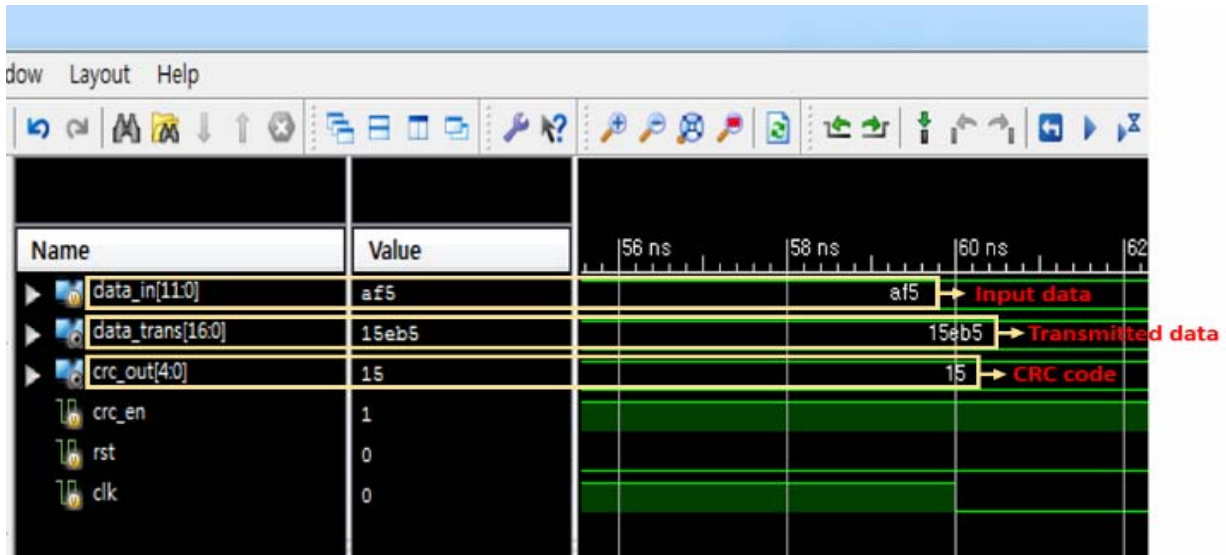 dow Layout Help
Name Value 56 ns 58 ns 60 ns 62
data_in[11:0] af5 af5 Input data
data_trans[16:0] 15eb5 15eb5 Transmitted data
crc_out[4:0] 15 15 CRC code
crc_en 1
rst 0
clk 0